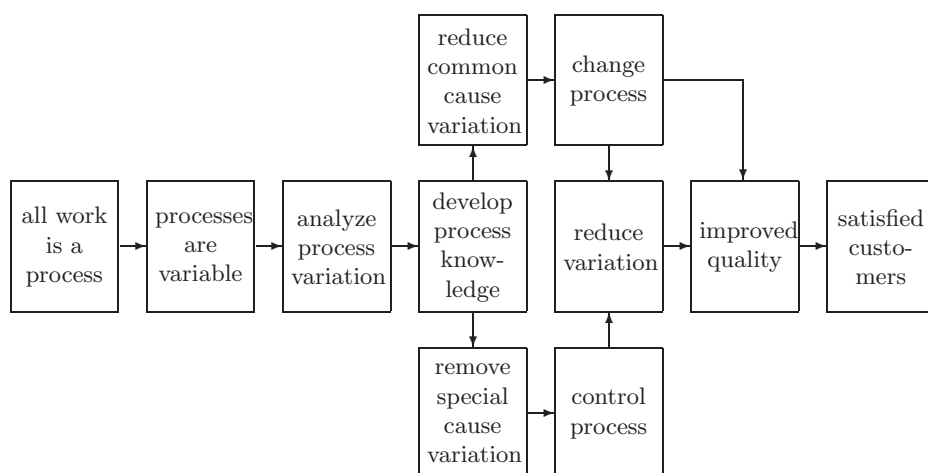 reduce
common
cause
variation
change
process
all work
is a
process
processes
are
variable
analyze
process
variation
develop
process
know-
ledge
reduce
variation
improved
quality
satisfied
custo-
mers
remove
special
cause
variation
control
process